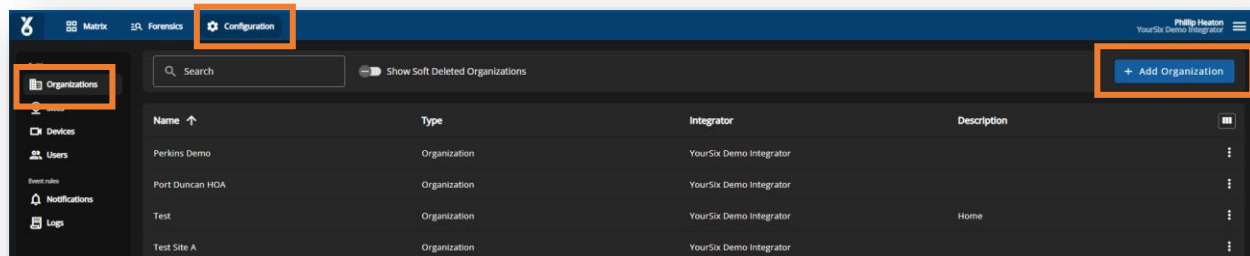 Matrix
Forensics
Configuration
Phillip Heaton
YourSix Demo Integrator
Organizations
Sites
Devices
Users
Event rules
Notifications
Logs
Search
Show Soft Deleted Organizations
+ Add Organization
Name Type Integrator Description
Perkins Demo Organization YourSix Demo Integrator
Port Duncan HOA Organization YourSix Demo Integrator
Test Organization YourSix Demo Integrator Home
Test Site A Organization YourSix Demo Integrator